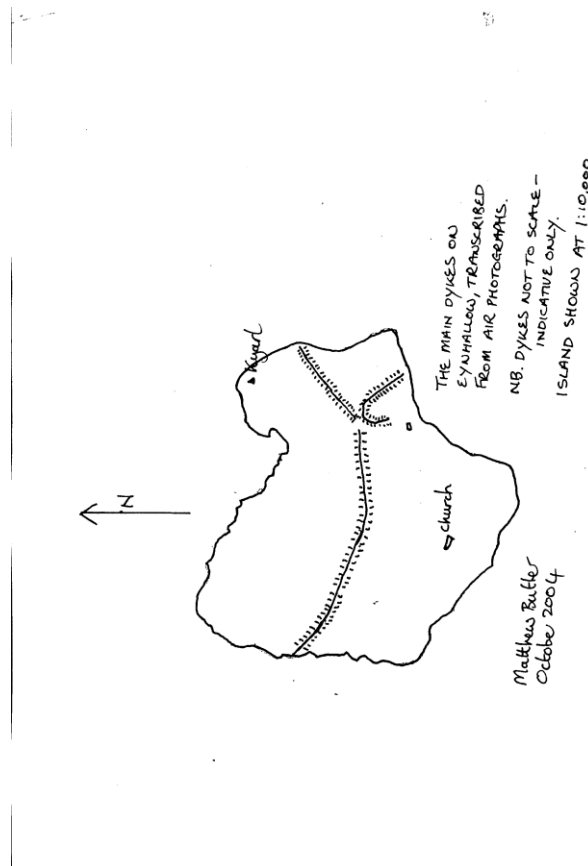 N
Kyarl
church
THE MAIN DYKES ON
EYNHALLOW, TRANSCRIBED
FROM AIR PHOTOGRAPHS.
NB. DYKES NOT TO SCALE –
INDICATIVE ONLY.
ISLAND SHOWN AT 1:10,000
Matthew Butler
October 2004